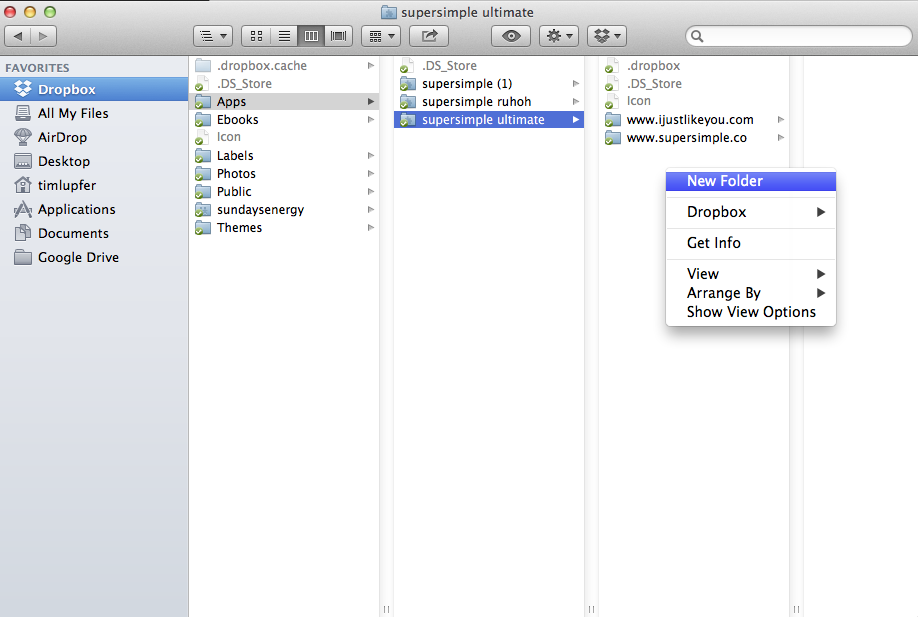 supersimple ultimate
FAVORITES
Dropbox
All My Files
AirDrop
Desktop
timlupfer
Applications
Documents
Google Drive
.dropbox.cache
.DS_Store
Apps
Ebooks
Icon
Labels
Photos
Public
sundaysenergy
Themes
.DS_Store
supersimple (1)
supersimple ruhoh
supersimple ultimate
.dropbox
.DS_Store
Icon
www.ijustlikeyou.com
www.supersimple.co
New Folder
Dropbox
Get Info
View
Arrange By
Show View Options